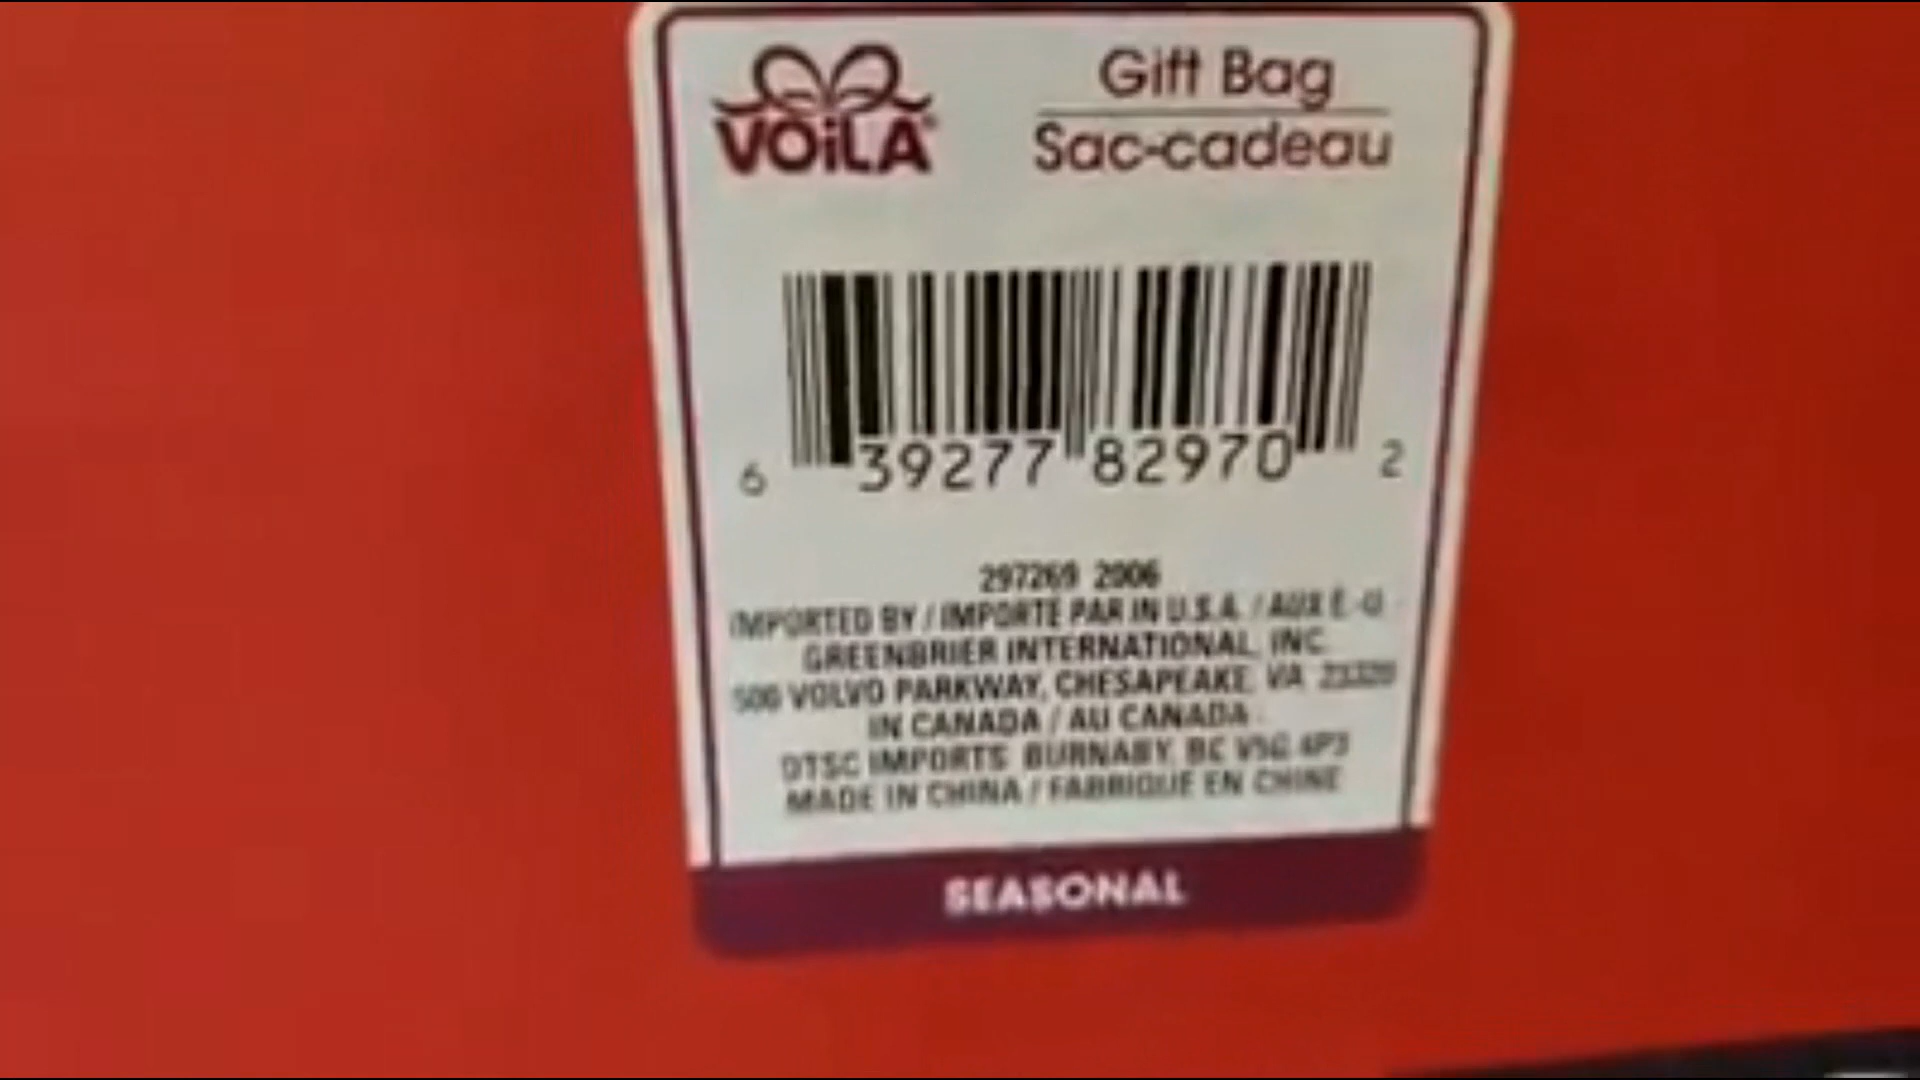 VOiLA®
Gift Bag
Sac-cadeau
6 39277 82970 2
297269 2006
IMPORTED BY / IMPORTÉ PAR IN U.S.A. / AUX É.-U.
GREENBRIER INTERNATIONAL, INC.
500 VOLVO PARKWAY, CHESAPEAKE, VA 23320
IN CANADA / AU CANADA
DTSC IMPORTS BURNABY, BC V5G 4P3
MADE IN CHINA / FABRIQUÉ EN CHINE
SEASONAL